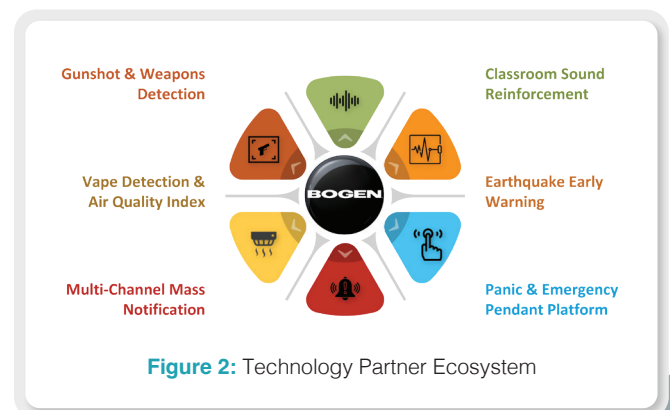 Gunshot & Weapons
Detection
Classroom Sound
Reinforcement
Vape Detection &
Air Quality Index
BOGEN
Earthquake Early
Warning
Multi-Channel Mass
Notification
Panic & Emergency
Pendant Platform
Figure 2: Technology Partner Ecosystem